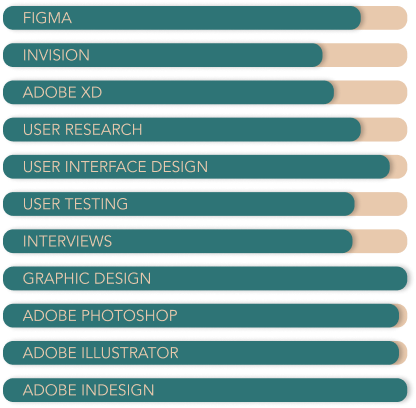 FIGMA
INVISION
ADOBE XD
USER RESEARCH
USER INTERFACE DESIGN
USER TESTING
INTERVIEWS
GRAPHIC DESIGN
ADOBE PHOTOSHOP
ADOBE ILLUSTRATOR
ADOBE INDESIGN